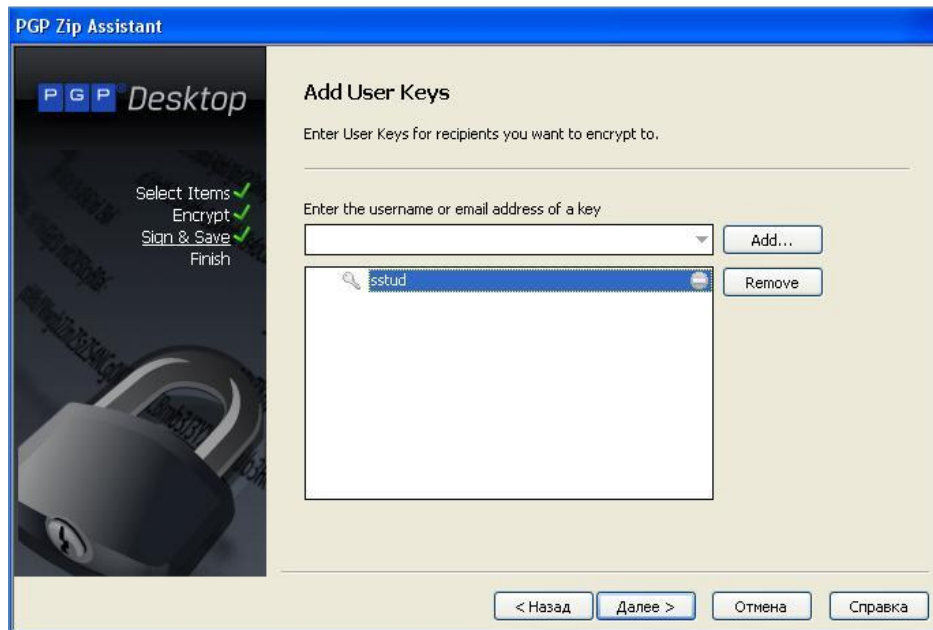 PGP Zip Assistant
PGP Desktop
Select Items
Encrypt
Sign & Save
Finish
Add User Keys
Enter User Keys for recipients you want to encrypt to.
Enter the username or email address of a key
Add...
sstud
Remove
< Назад
Далее >
Отмена
Справка